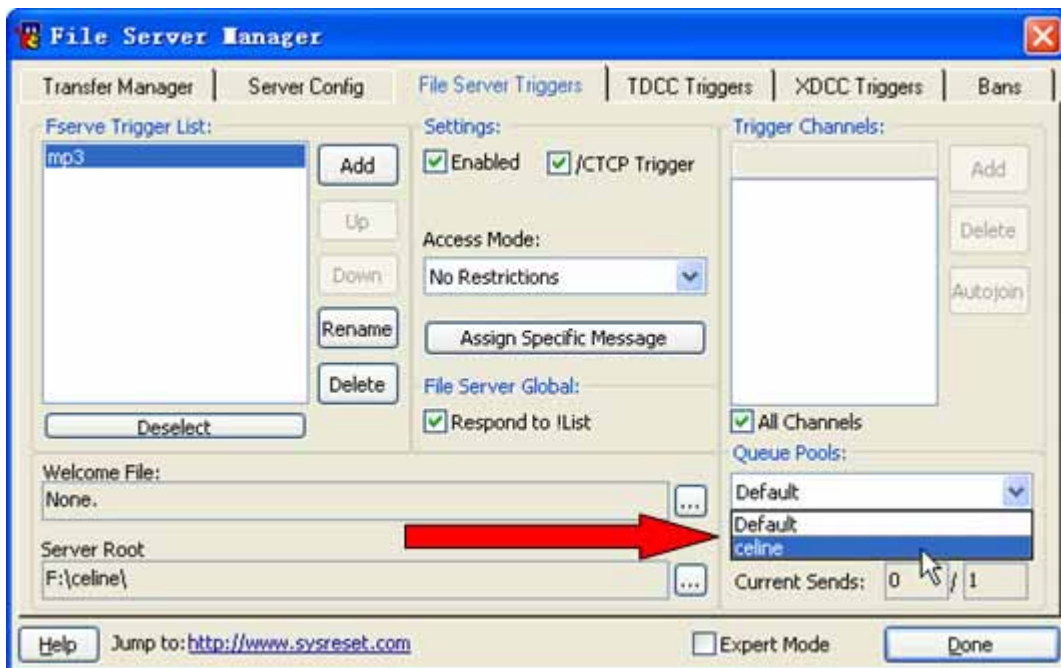 File Server Manager
Transfer Manager
Server Config
File Server Triggers
TDCC Triggers
XDCC Triggers
Bans
Fserve Trigger List:
mp3
Add
Up
Down
Rename
Delete
Deselect
Settings:
Enabled
/CTCP Trigger
Access Mode:
No Restrictions
Assign Specific Message
File Server Global:
Respond to !List
Trigger Channels:
Add
Delete
Autojoin
All Channels
Welcome File:
None.
...
Server Root
F:\celine\
...
Queue Pools:
Default
Default
celine
Current Sends: 0 / 1
Help
Jump to: http://www.sysreset.com
Expert Mode
Done